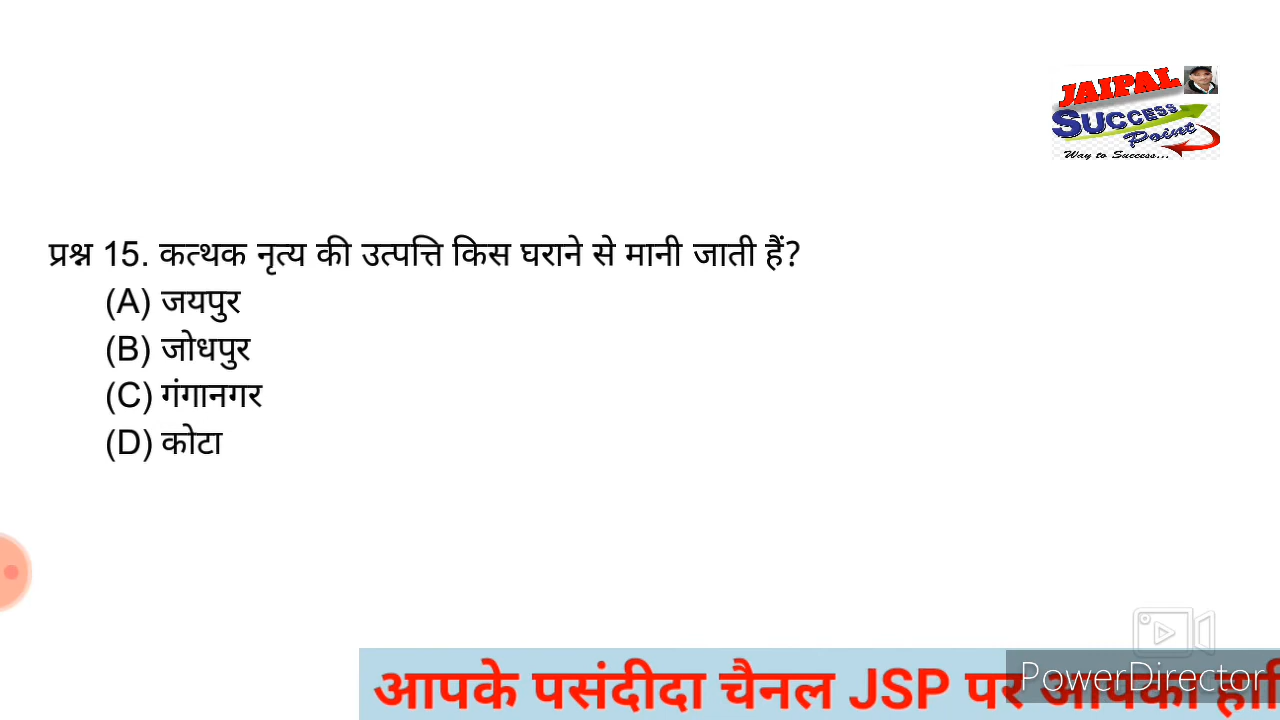 JAIPAL
SUCCESS
Point
Way to Success...
प्रश्न 15. कत्थक नृत्य की उत्पत्ति किस घराने से मानी जाती हैं?
(A) जयपुर
(B) जोधपुर
(C) गंगानगर
(D) कोटा
आपके पसंदीदा चैनल JSP पर आपका
PowerDirector